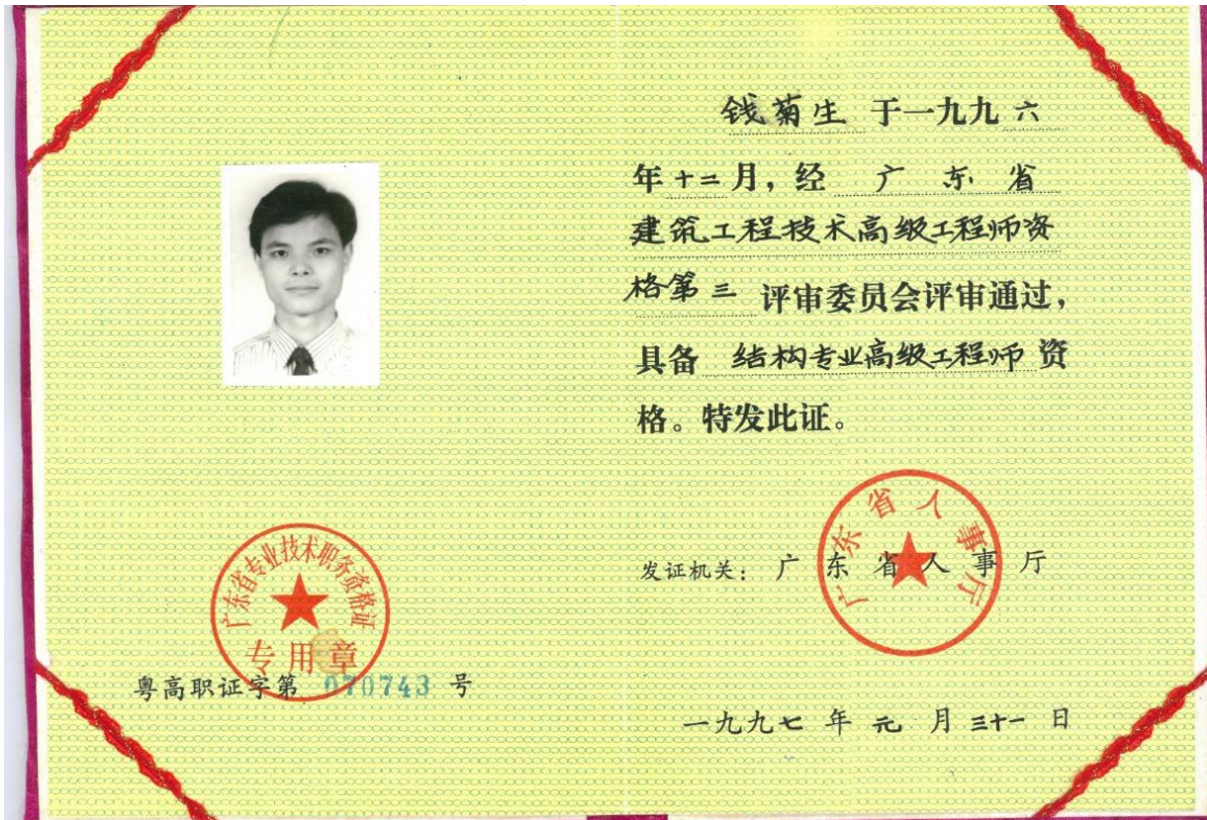 广东省专业技术职务资格证
专用章
粤高职证字第 070743 号
钱菊生 于一九九六
年十二月，经 广东省
建筑工程技术高级工程师资
格第三 评审委员会评审通过，
具备 结构专业高级工程师 资
格。特发此证。
广东省人事厅
发证机关：广东省人事厅
一九九七年元月三十一日